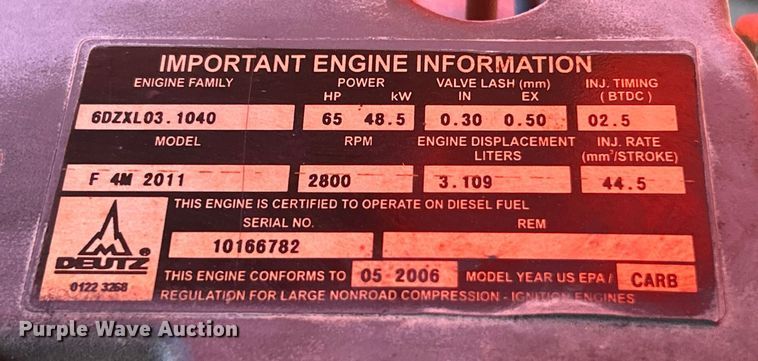 IMPORTANT ENGINE INFORMATION
ENGINE FAMILY POWER VALVE LASH (mm) INJ. TIMING
HP kW IN EX (BTDC)
6DZXL03.1040 65 48.5 0.30 0.50 02.5
MODEL RPM ENGINE DISPLACEMENT INJ. RATE
LITERS (mm³/STROKE)
F 4M 2011 2800 3.109 44.5
THIS ENGINE IS CERTIFIED TO OPERATE ON DIESEL FUEL
SERIAL NO. REM
10166782
DEUTZ ®
THIS ENGINE CONFORMS TO 05 2006 MODEL YEAR US EPA / CARB
0122 3268
REGULATION FOR LARGE NONROAD COMPRESSION - IGNITION ENGINES
Purple Wave Auction